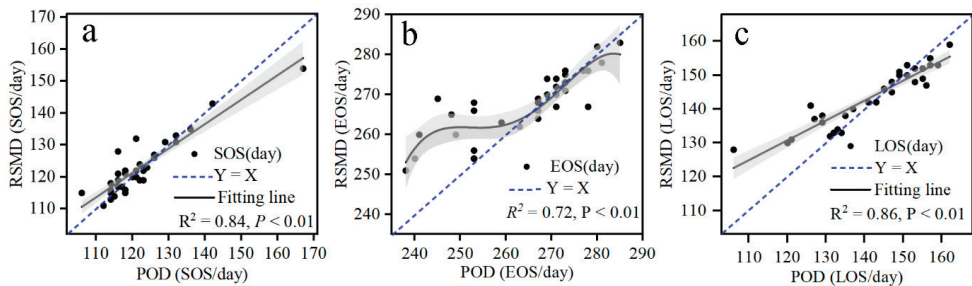 a
RSMD (SOS/day)
170
160
150
140
130
120
110
SOS(day)
Y = X
Fitting line
R² = 0.84, P < 0.01
110 120 130 140 150 160 170
POD (SOS/day)
b
RSMD (EOS/day)
290
280
270
260
250
240
EOS(day)
Y = X
Fitting line
R² = 0.72, P < 0.01
240 250 260 270 280 290
POD (EOS/day)
c
RSMD (LOS/day)
170
160
150
140
130
120
110
100
LOS(day)
Y = X
Fitting line
R² = 0.86, P < 0.01
110 120 130 140 150 160
POD (LOS/day)